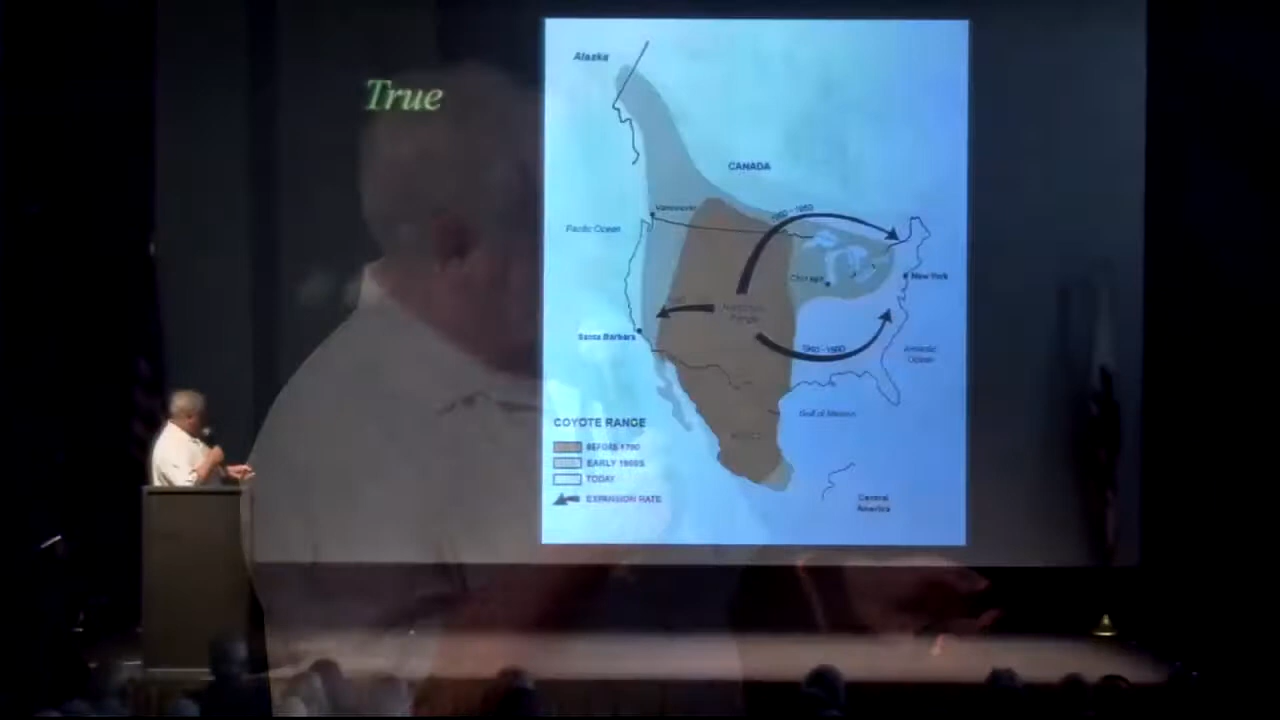 True
Alaska
CANADA
Vancouver
Pacific Ocean
Chicago
New York
Santa Barbara
Atlantic
Ocean
Gulf of Mexico
COYOTE RANGE
BEFORE 1700
EARLY 1900S
TODAY
EXPANSION RATE
Central
America